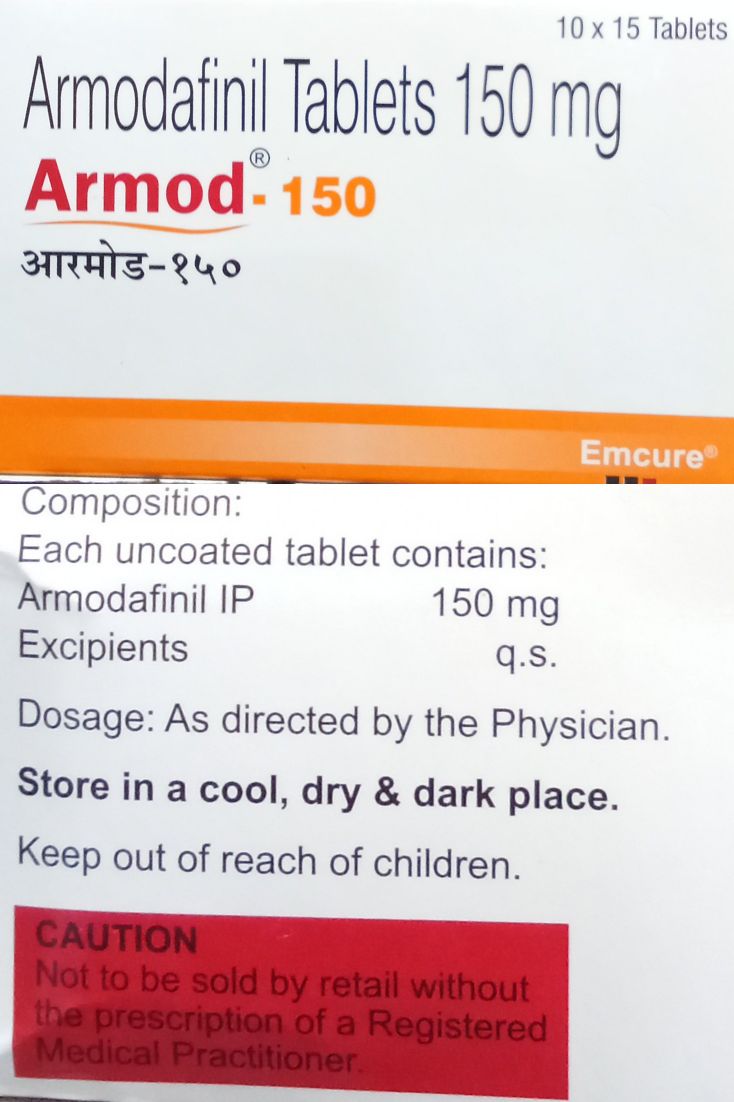 10 x 15 Tablets
Armodafinil Tablets 150 mg
Armod®- 150
आरमोड-१५०
Emcure®
Composition:
Each uncoated tablet contains:
Armodafinil IP 150 mg
Excipients q.s.
Dosage: As directed by the Physician.
Store in a cool, dry & dark place.
Keep out of reach of children.
CAUTION
Not to be sold by retail without
the prescription of a Registered
Medical Practitioner.